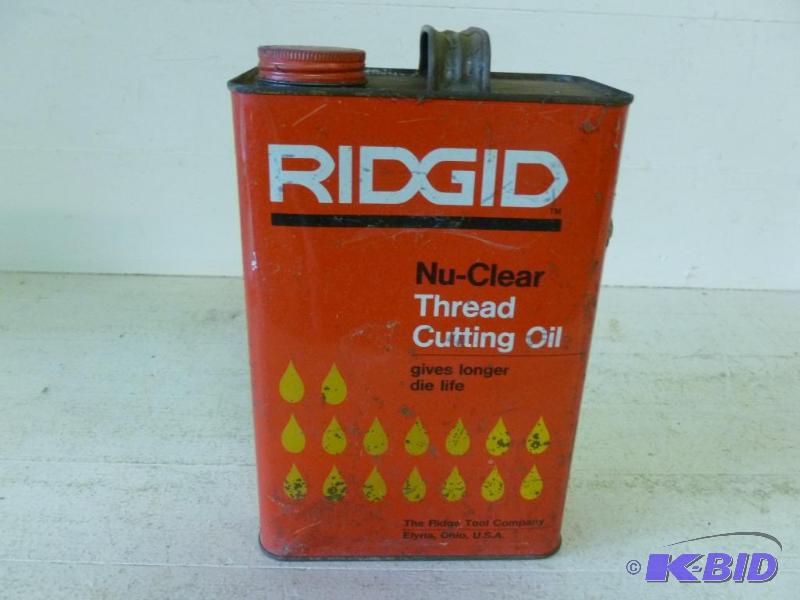 RIDGID
TM
Nu-Clear
Thread
Cutting Oil
gives longer
die life
The Ridge Tool Company
Elyria, Ohio, U.S.A.
© K-BID